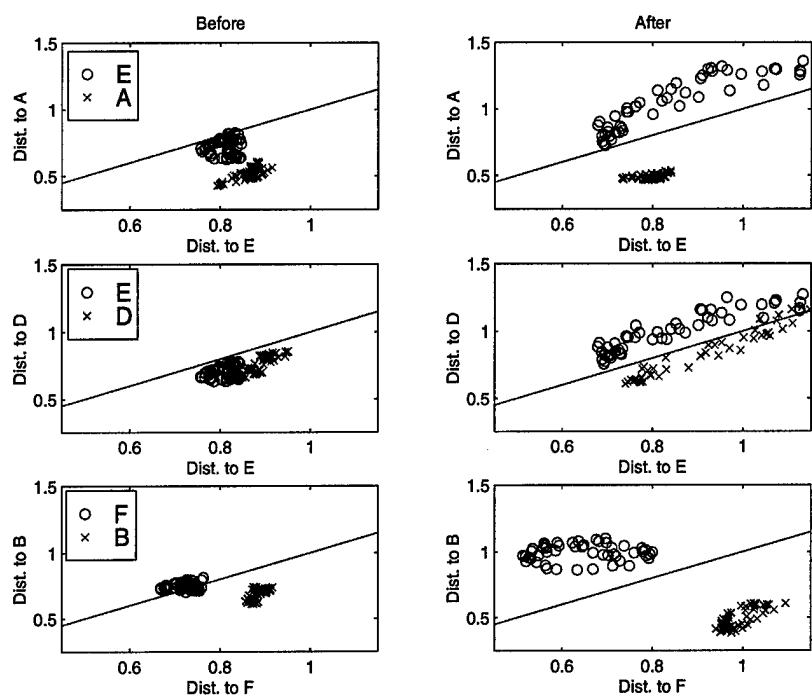 Before
After
1.5
1
0.5
Dist. to A
E
A
0.6
0.8
1
Dist. to E
1.5
1
0.5
Dist. to A
0.6
0.8
1
Dist. to E
1.5
1
0.5
Dist. to D
E
D
0.6
0.8
1
Dist. to E
1.5
1
0.5
Dist. to D
0.6
0.8
1
Dist. to E
1.5
1
0.5
Dist. to B
F
B
0.6
0.8
1
Dist. to F
1.5
1
0.5
Dist. to B
0.6
0.8
1
Dist. to F